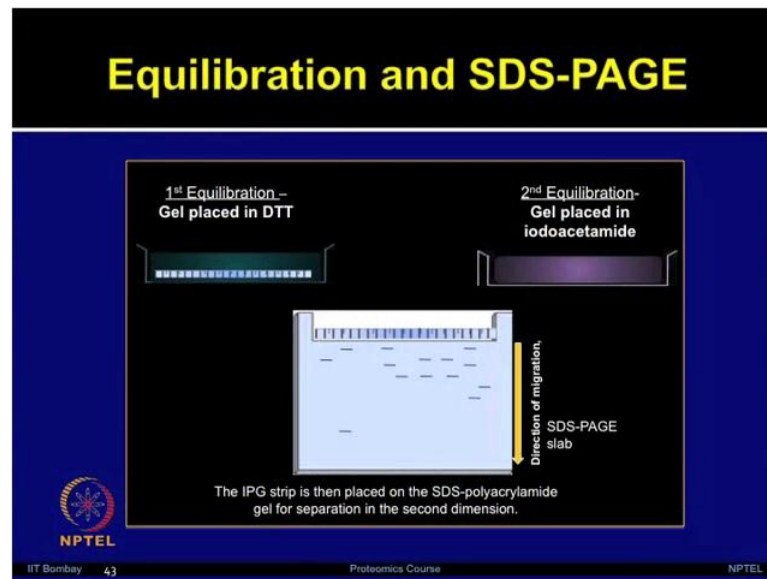 Equilibration and SDS-PAGE
1st Equilibration –
Gel placed in DTT
2nd Equilibration-
Gel placed in
iodoacetamide
Direction of migration,
SDS-PAGE
slab
The IPG strip is then placed on the SDS-polyacrylamide
gel for separation in the second dimension.
NPTEL
IIT Bombay
43
Proteomics Course
NPTEL